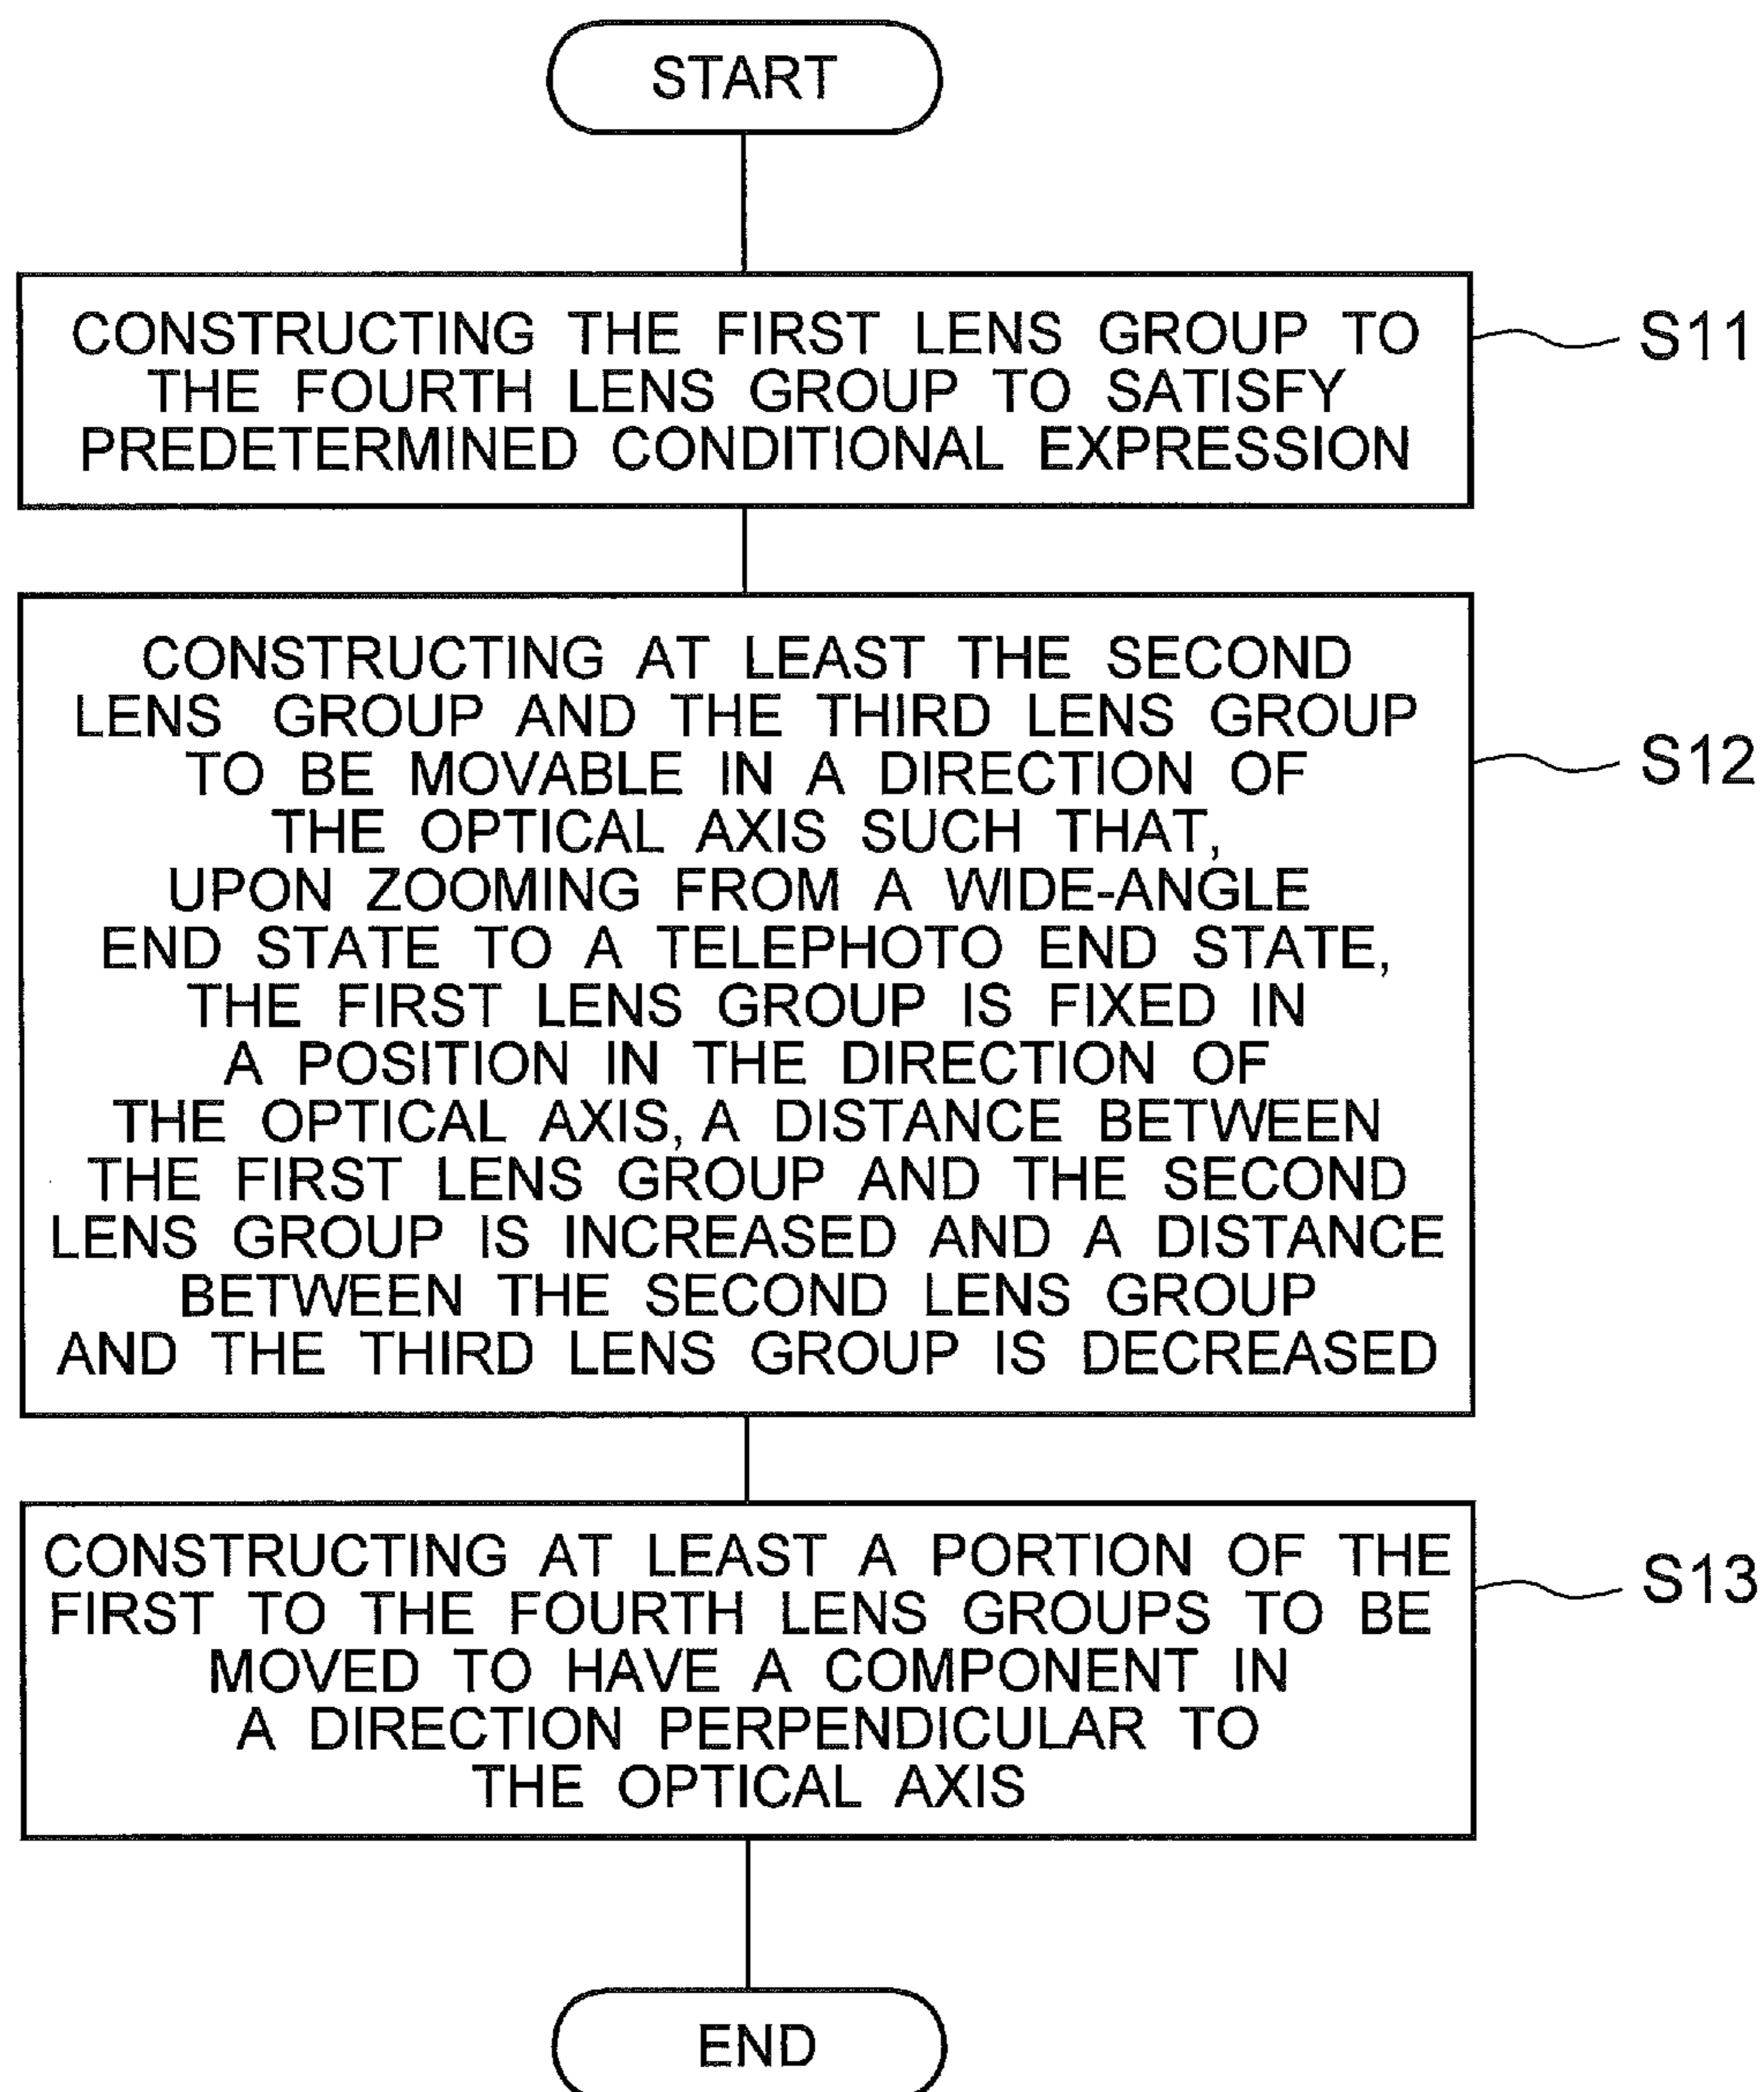 START
CONSTRUCTING THE FIRST LENS GROUP TO
THE FOURTH LENS GROUP TO SATISFY
PREDETERMINED CONDITIONAL EXPRESSION
S11
CONSTRUCTING AT LEAST THE SECOND
LENS GROUP AND THE THIRD LENS GROUP
TO BE MOVABLE IN A DIRECTION OF
THE OPTICAL AXIS SUCH THAT,
UPON ZOOMING FROM A WIDE-ANGLE
END STATE TO A TELEPHOTO END STATE,
THE FIRST LENS GROUP IS FIXED IN
A POSITION IN THE DIRECTION OF
THE OPTICAL AXIS, A DISTANCE BETWEEN
THE FIRST LENS GROUP AND THE SECOND
LENS GROUP IS INCREASED AND A DISTANCE
BETWEEN THE SECOND LENS GROUP
AND THE THIRD LENS GROUP IS DECREASED
S12
CONSTRUCTING AT LEAST A PORTION OF THE
FIRST TO THE FOURTH LENS GROUPS TO BE
MOVED TO HAVE A COMPONENT IN
A DIRECTION PERPENDICULAR TO
THE OPTICAL AXIS
S13
END